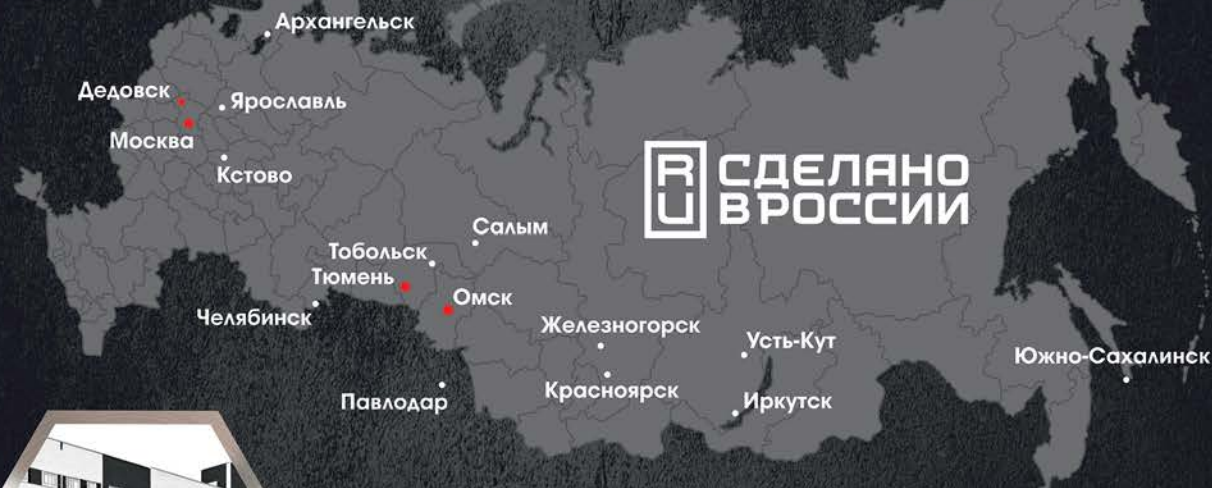 Архангельск
Дедовск
Ярославль
Москва
Кстово
RU
СДЕЛАНО
В РОССИИ
Салым
Тобольск
Тюмень
Омск
Челябинск
Железногорск
Усть-Кут
Южно-Сахалинск
Павлодар
Красноярск
Иркутск